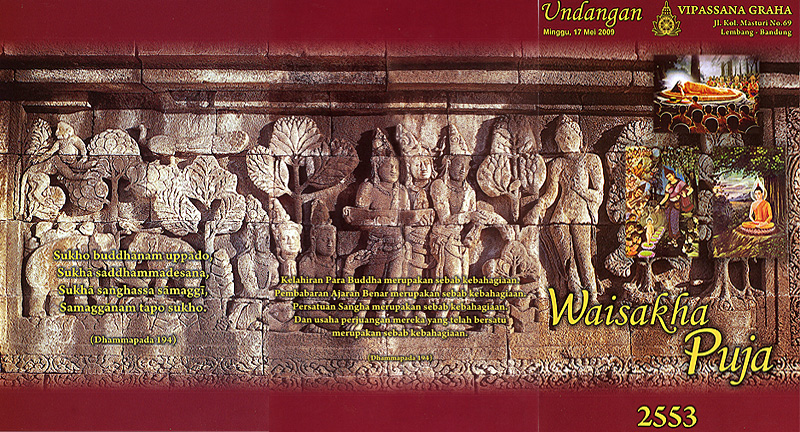 Undangan
Minggu, 17 Mei 2009
VIPASSANA GRAHA
Jl. Kol. Masturi No.69
Lembang - Bandung
Sukho buddhanam uppado,
Sukha saddhammadesana,
Sukha sanghassa samaggi,
Samagganam tapo sukho.
(Dhammapada 194)
Kelahiran Para Buddha merupakan sebab kebahagiaan.
Pembabaran Ajaran Benar merupakan sebab kebahagiaan.
Persatuan Sangha merupakan sebab kebahagiaan.
Dan usaha perjuangan mereka yang telah bersatu
merupakan sebab kebahagiaan.
(Dhammapada 194)
Waisakha
Puja
2553